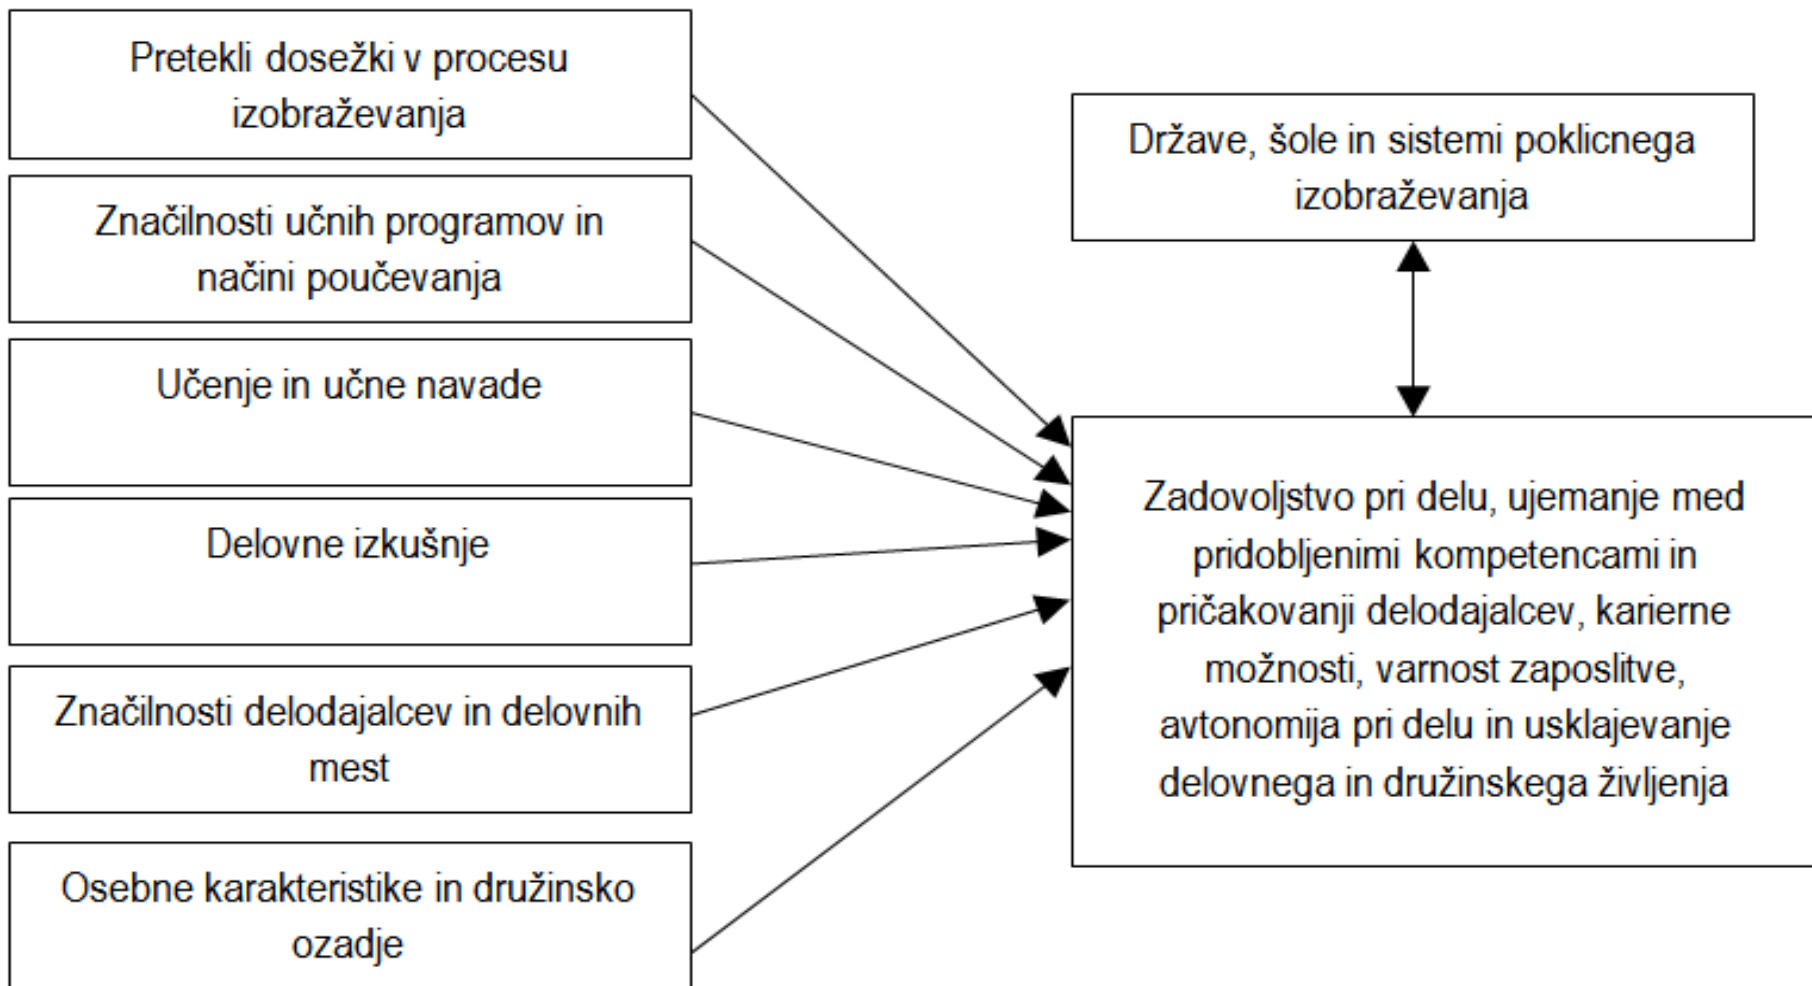 Pretekli dosežki v procesu
izobraževanja
Značilnosti učnih programov in
načini poučevanja
Učenje in učne navade
Delovne izkušnje
Značilnosti delodajalcev in delovnih
mest
Osebne karakteristike in družinsko
ozadje
Države, šole in sistemi poklicnega
izobraževanja
Zadovoljstvo pri delu, ujemanje med
pridobljenimi kompetencami in
pričakovanji delodajalcev, karierne
možnosti, varnost zaposlitve,
avtonomija pri delu in usklajevanje
delovnega in družinskega življenja